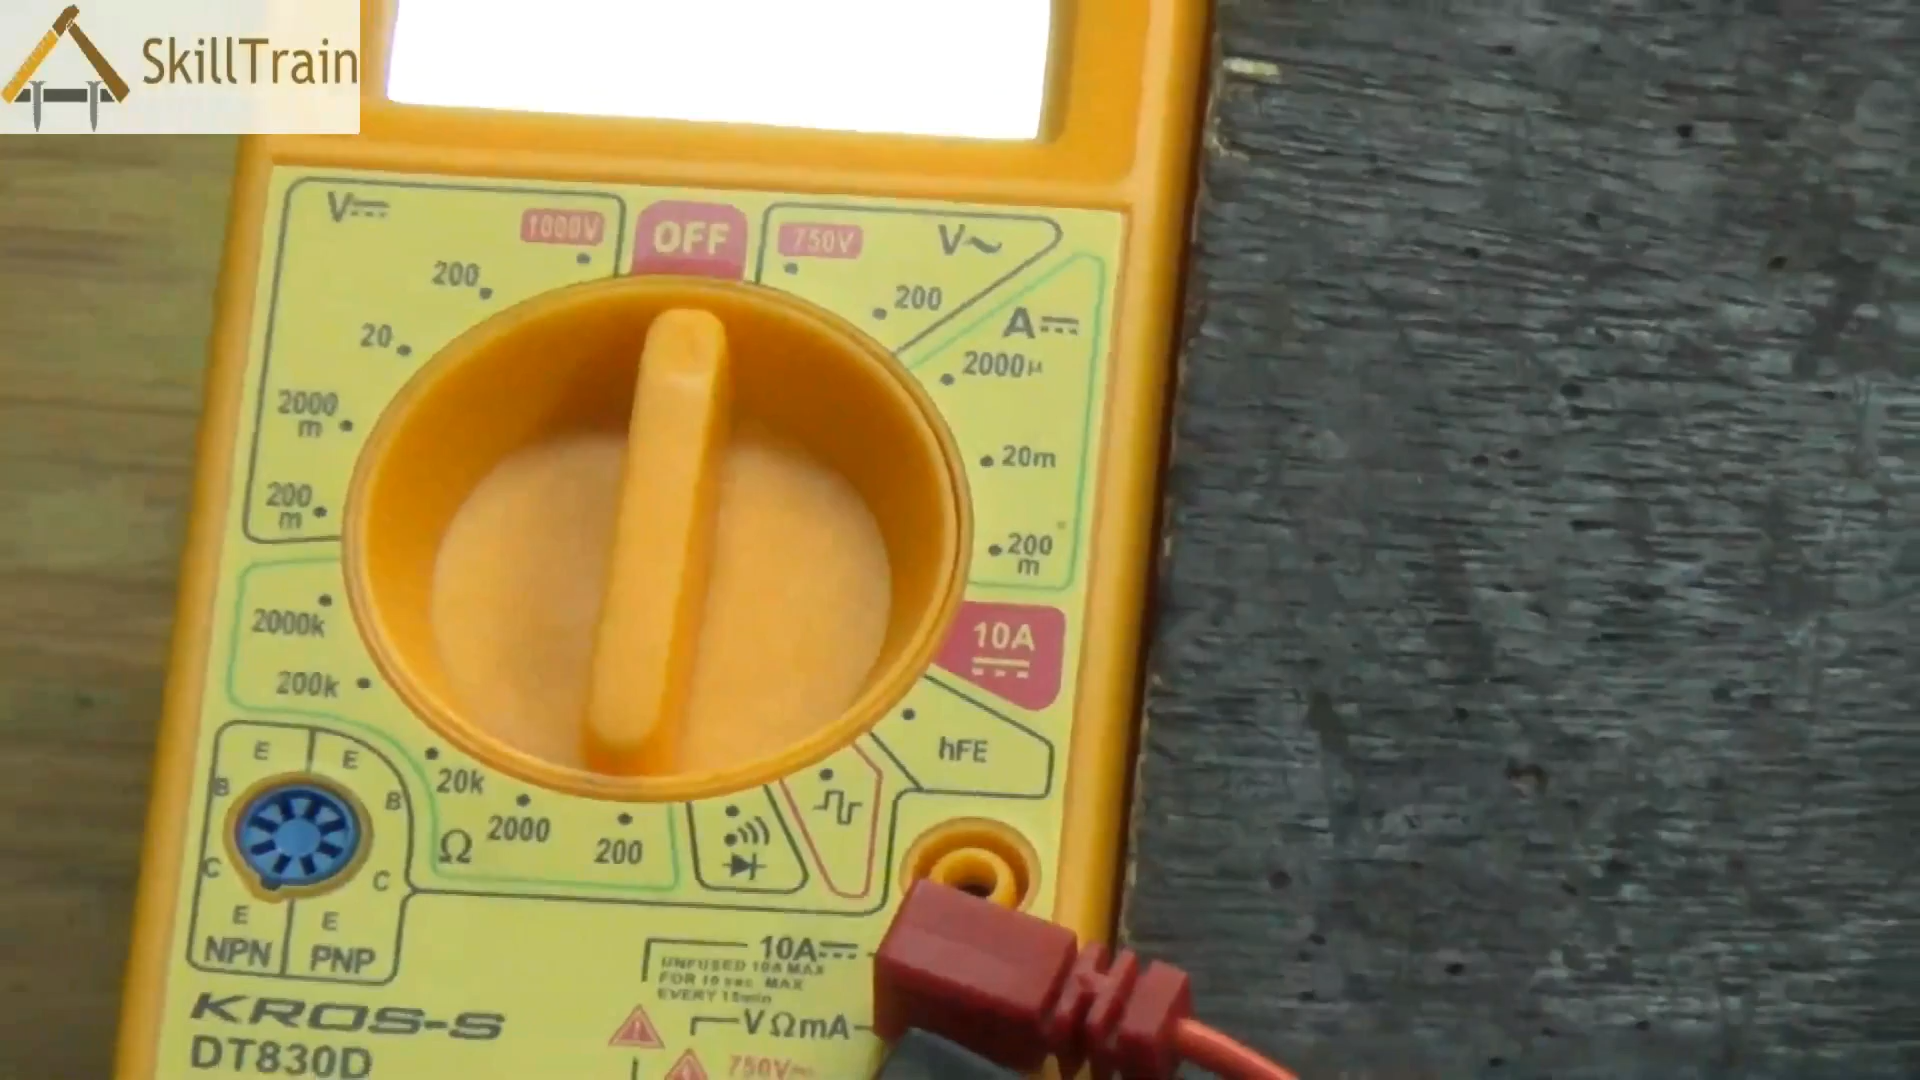 SkillTrain
V⎓
1000V
OFF
750V
V~
200
200
A⎓
20
2000µ
2000
m
20m
200
m
200
m
2000k
10A
200k
hFE
E
E
B
B
20k
2000
200
Ω
C
C
E
E
NPN
PNP
10A⎓
UNFUSED 10A MAX
FOR 10 sec MAX
EVERY 15min
KROS-S
VΩmA
DT830D
750V~